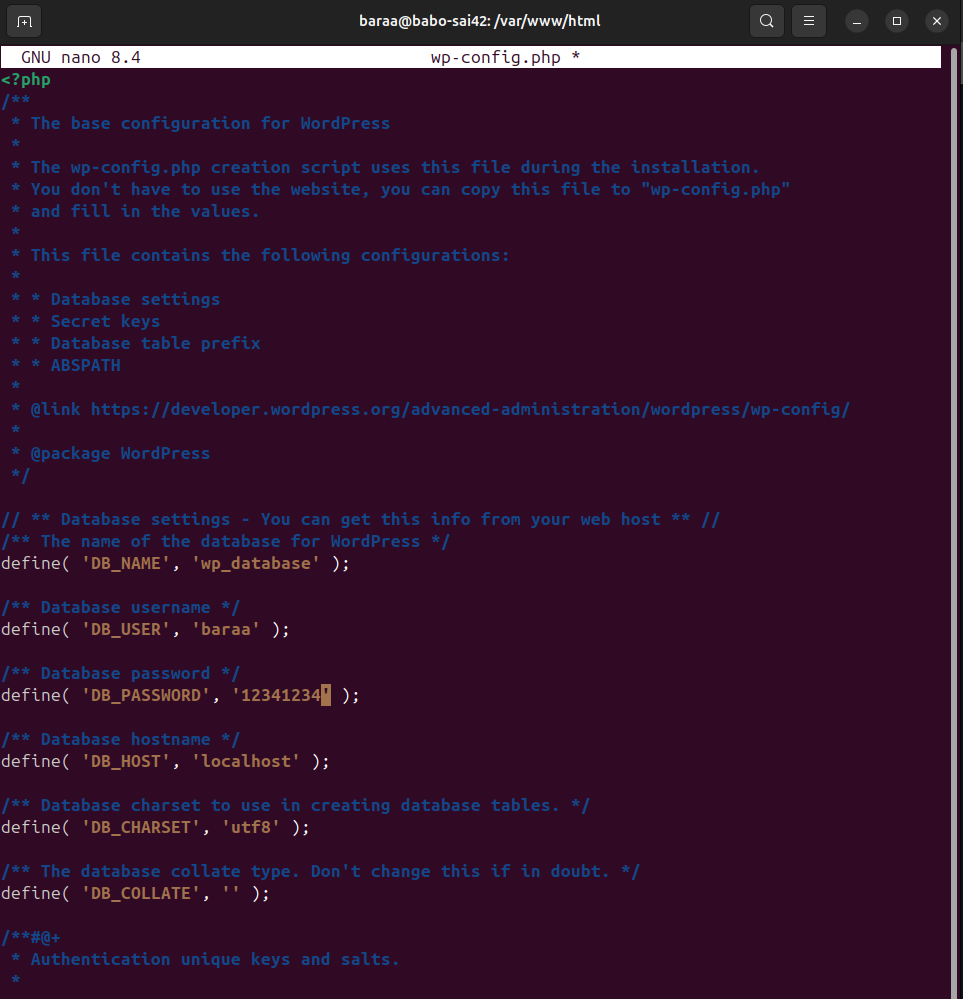 baraa@babo-sai42: /var/www/html
GNU nano 8.4 wp-config.php *
<?php
/**
 * The base configuration for WordPress
 *
 * The wp-config.php creation script uses this file during the installation.
 * You don't have to use the website, you can copy this file to "wp-config.php"
 * and fill in the values.
 *
 * This file contains the following configurations:
 *
 * * Database settings
 * * Secret keys
 * * Database table prefix
 * * ABSPATH
 *
 * @link https://developer.wordpress.org/advanced-administration/wordpress/wp-config/
 *
 * @package WordPress
 */
// ** Database settings - You can get this info from your web host ** //
/** The name of the database for WordPress */
define( 'DB_NAME', 'wp_database' );
/** Database username */
define( 'DB_USER', 'baraa' );
/** Database password */
define( 'DB_PASSWORD', '12341234' );
/** Database hostname */
define( 'DB_HOST', 'localhost' );
/** Database charset to use in creating database tables. */
define( 'DB_CHARSET', 'utf8' );
/** The database collate type. Don't change this if in doubt. */
define( 'DB_COLLATE', '' );
/**#@+
 * Authentication unique keys and salts.
 *